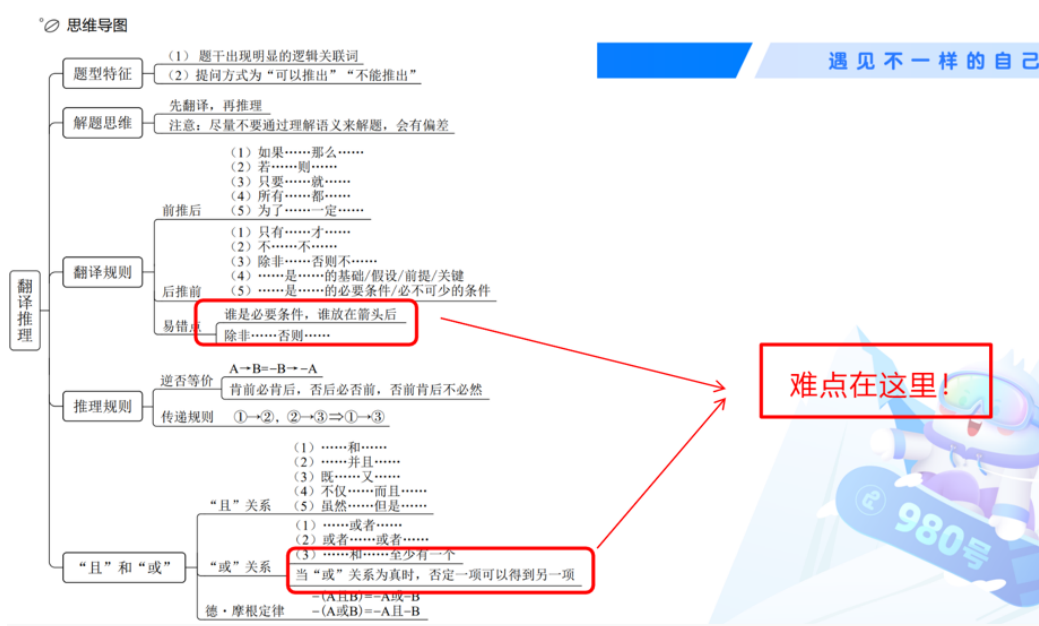 思维导图
遇见不一样的自己
翻译推理
题型特征
（1） 题干出现明显的逻辑关联词
（2）提问方式为“可以推出”“不能推出”
解题思维
先翻译，再推理
注意：尽量不要通过理解语义来解题，会有偏差
翻译规则
前推后
（1）如果……那么……
（2）若……则……
（3）只要……就……
（4）所有……都……
（5）为了……一定……
后推前
（1）只有……才……
（2）不……不……
（3）除非……否则不……
（4）……是……的基础/假设/前提/关键
（5）……是……的必要条件/必不可少的条件
易错点
谁是必要条件，谁放在箭头后
除非……否则……
难点在这里！
推理规则
逆否等价
A→B=-B→-A
肯前必肯后，否后必否前，否前肯后不必然
传递规则
①→②，②→③⇒①→③
“且”和“或”
“且”关系
（1）……和……
（2）……并且……
（3）既……又……
（4）不仅……而且……
（5）虽然……但是……
“或”关系
（1）……或者……
（2）或者……或者……
（3）……和……至少有一个
当“或”关系为真时，否定一项可以得到另一项
德·摩根定律
-(A且B)=-A或-B
-(A或B)=-A且-B
980号